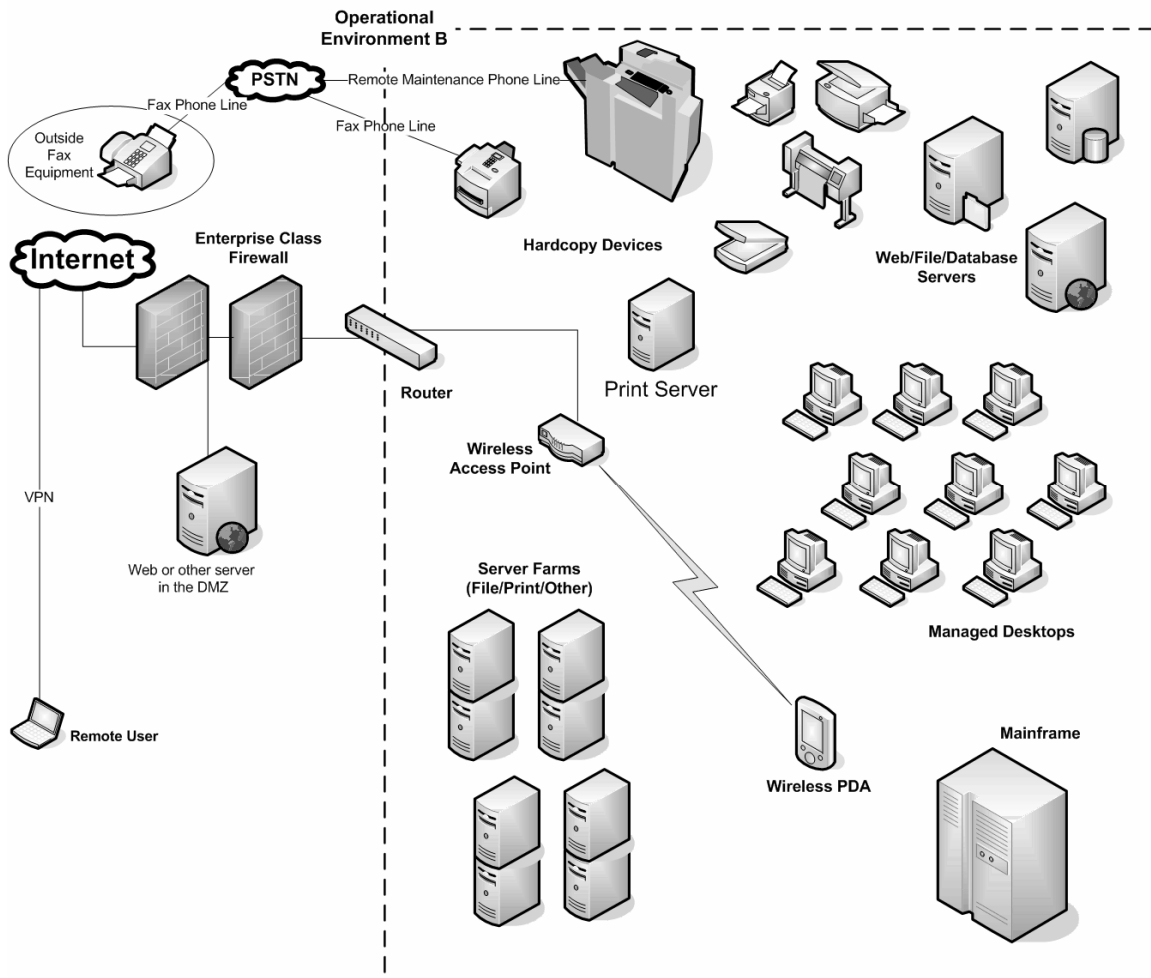 Operational
Environment B
PSTN
Remote Maintenance Phone Line
Fax Phone Line
Fax Phone Line
Outside
Fax
Equipment
Hardcopy Devices
Web/File/Database
Servers
Internet
Enterprise Class
Firewall
Router
Print Server
Wireless
Access Point
VPN
Web or other server
in the DMZ
Server Farms
(File/Print/Other)
Managed Desktops
Remote User
Wireless PDA
Mainframe